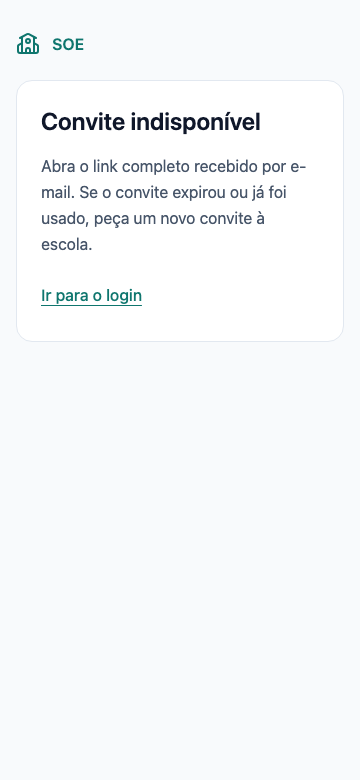 SOE
Convite indisponível
Abra o link completo recebido por e-
mail. Se o convite expirou ou já foi
usado, peça um novo convite à
escola.
Ir para o login